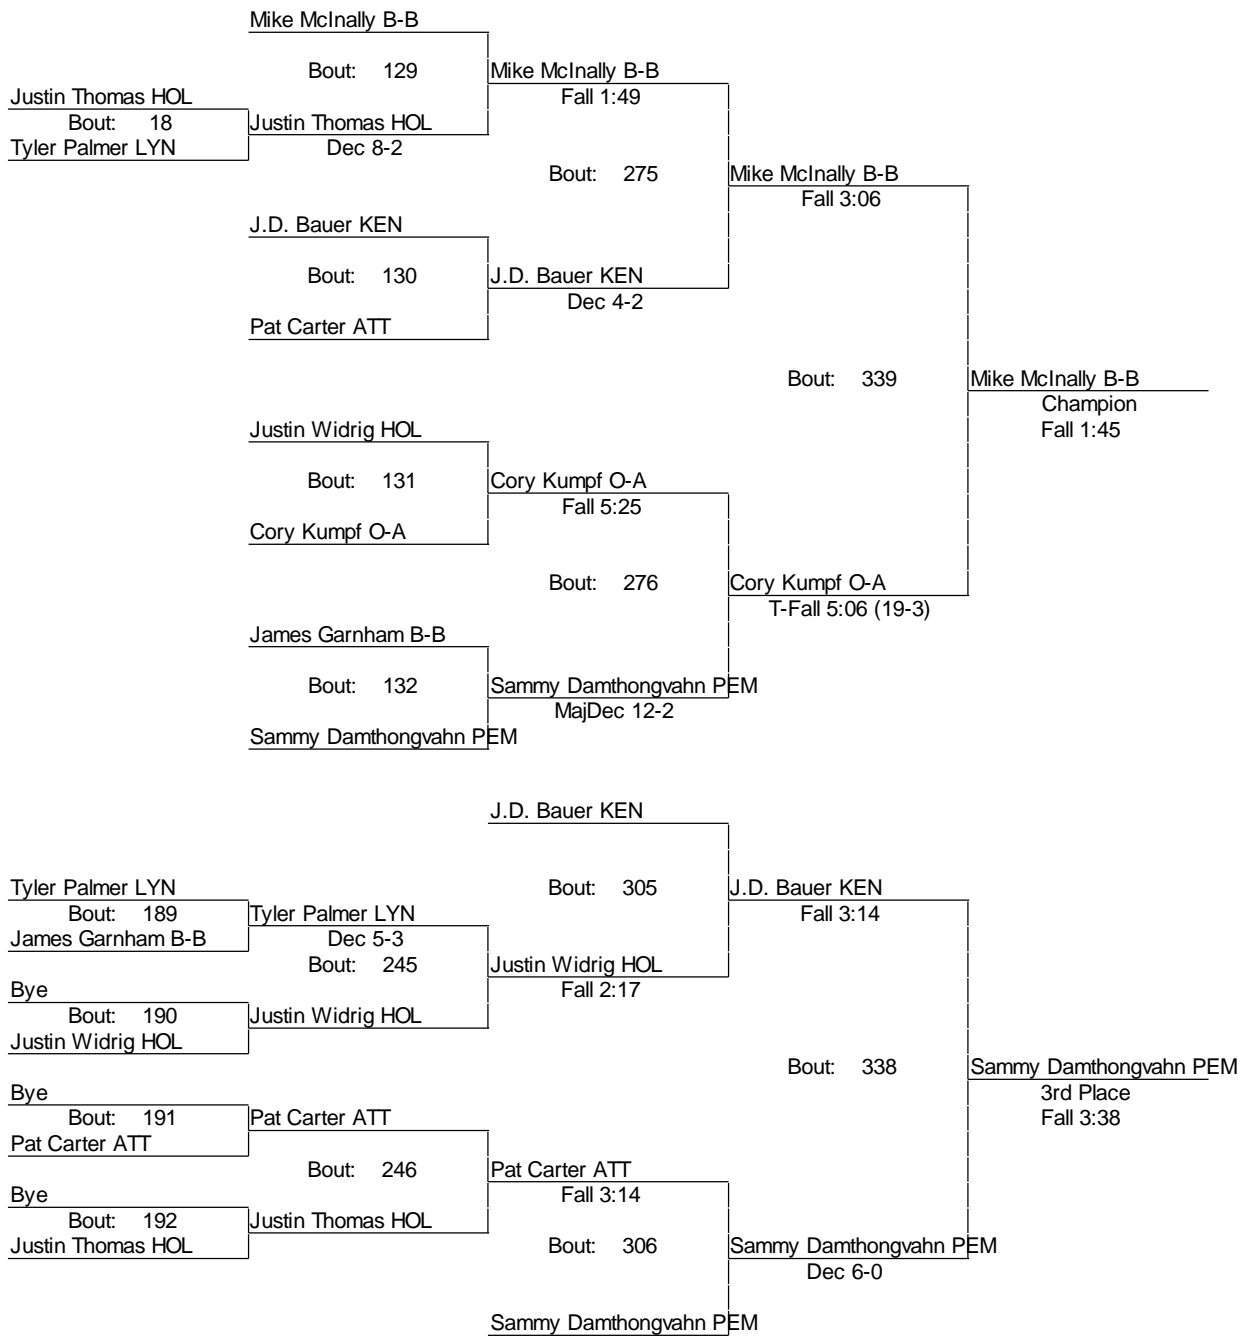 Mike McInally B-B
Bout: 129 Mike McInally B-B
Justin Thomas HOL Fall 1:49
Bout: 18 Justin Thomas HOL
Tyler Palmer LYN Dec 8-2
Bout: 275 Mike McInally B-B
Fall 3:06
J.D. Bauer KEN
Bout: 130 J.D. Bauer KEN
Dec 4-2
Pat Carter ATT
Bout: 339 Mike McInally B-B
Champion
Justin Widrig HOL Fall 1:45
Bout: 131 Cory Kumpf O-A
Fall 5:25
Cory Kumpf O-A
Bout: 276 Cory Kumpf O-A
T-Fall 5:06 (19-3)
James Garnham B-B
Bout: 132 Sammy Damthongvahn PEM
MajDec 12-2
Sammy Damthongvahn PEM
J.D. Bauer KEN
Tyler Palmer LYN Bout: 305 J.D. Bauer KEN
Bout: 189 Tyler Palmer LYN Fall 3:14
James Garnham B-B Dec 5-3
Bout: 245 Justin Widrig HOL
Bye Fall 2:17
Bout: 190 Justin Widrig HOL
Justin Widrig HOL
Bout: 338 Sammy Damthongvahn PEM
Bye 3rd Place
Bout: 191 Pat Carter ATT Fall 3:38
Pat Carter ATT
Bout: 246 Pat Carter ATT
Bye Fall 3:14
Bout: 192 Justin Thomas HOL
Justin Thomas HOL Bout: 306 Sammy Damthongvahn PEM
Dec 6-0
Sammy Damthongvahn PEM